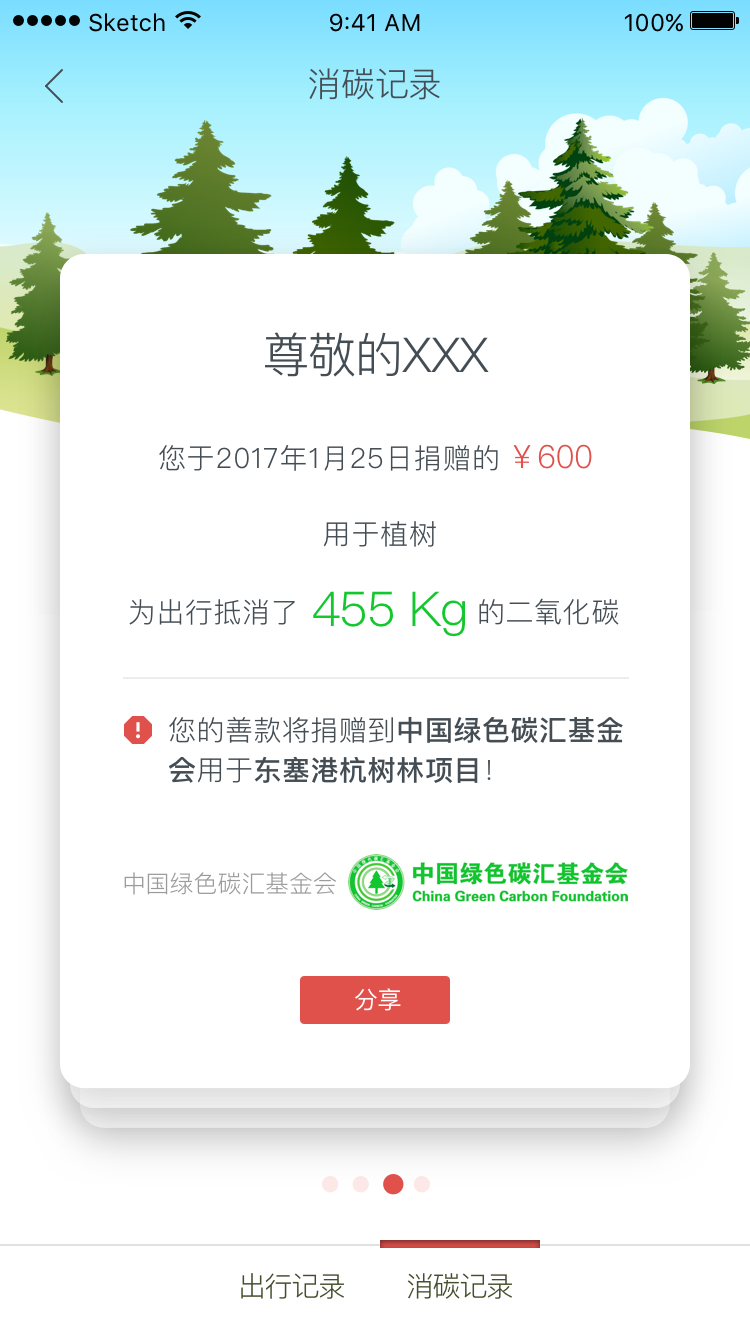 Sketch 9:41 AM 100%
消碳记录
尊敬的XXX
您于2017年1月25日捐赠的 ¥600
用于植树
为出行抵消了 455 Kg 的二氧化碳
您的善款将捐赠到中国绿色碳汇基金
会用于东塞港杭树林项目!
中国绿色碳汇基金会 中国绿色碳汇基金会
China Green Carbon Foundation
分享
出行记录 消碳记录